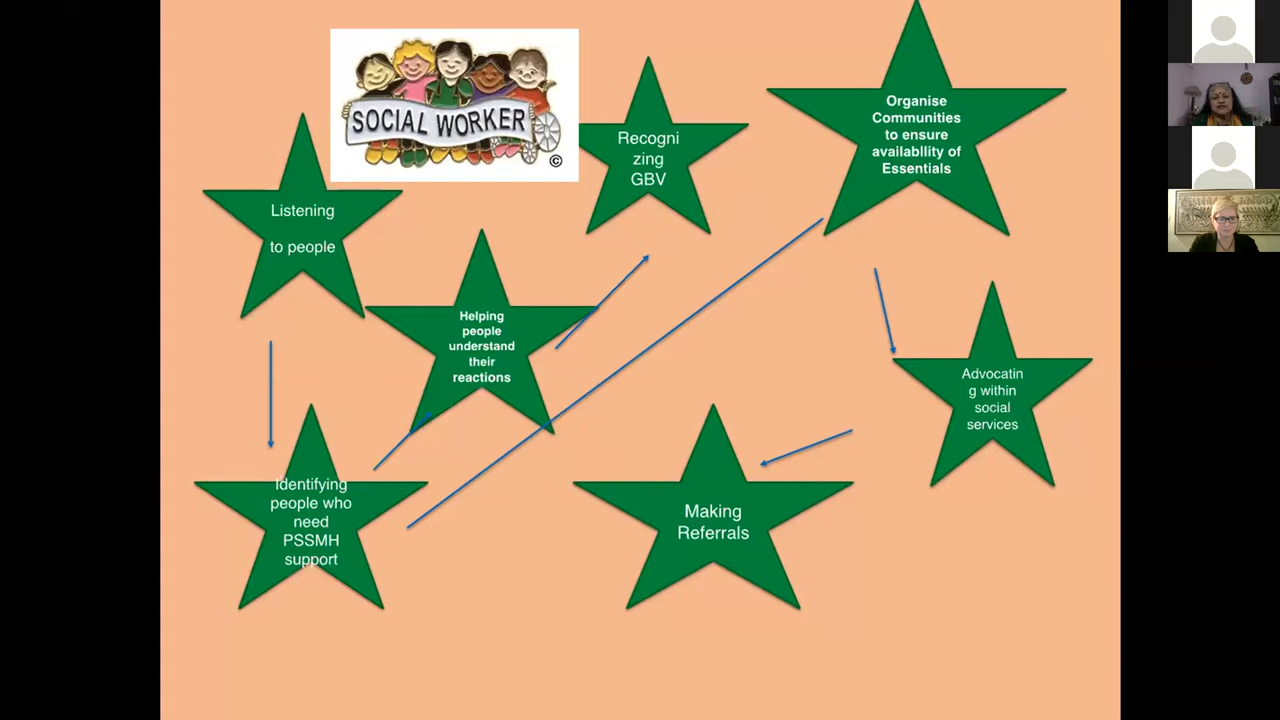 SOCIAL WORKER
©
Listening
to people
Helping
people
understand
their
reactions
Recogni
zing
GBV
Organise
Communities
to ensure
availability of
Essentials
Identifying
people who
need
PSSMH
support
Making
Referrals
Advocatin
g within
social
services